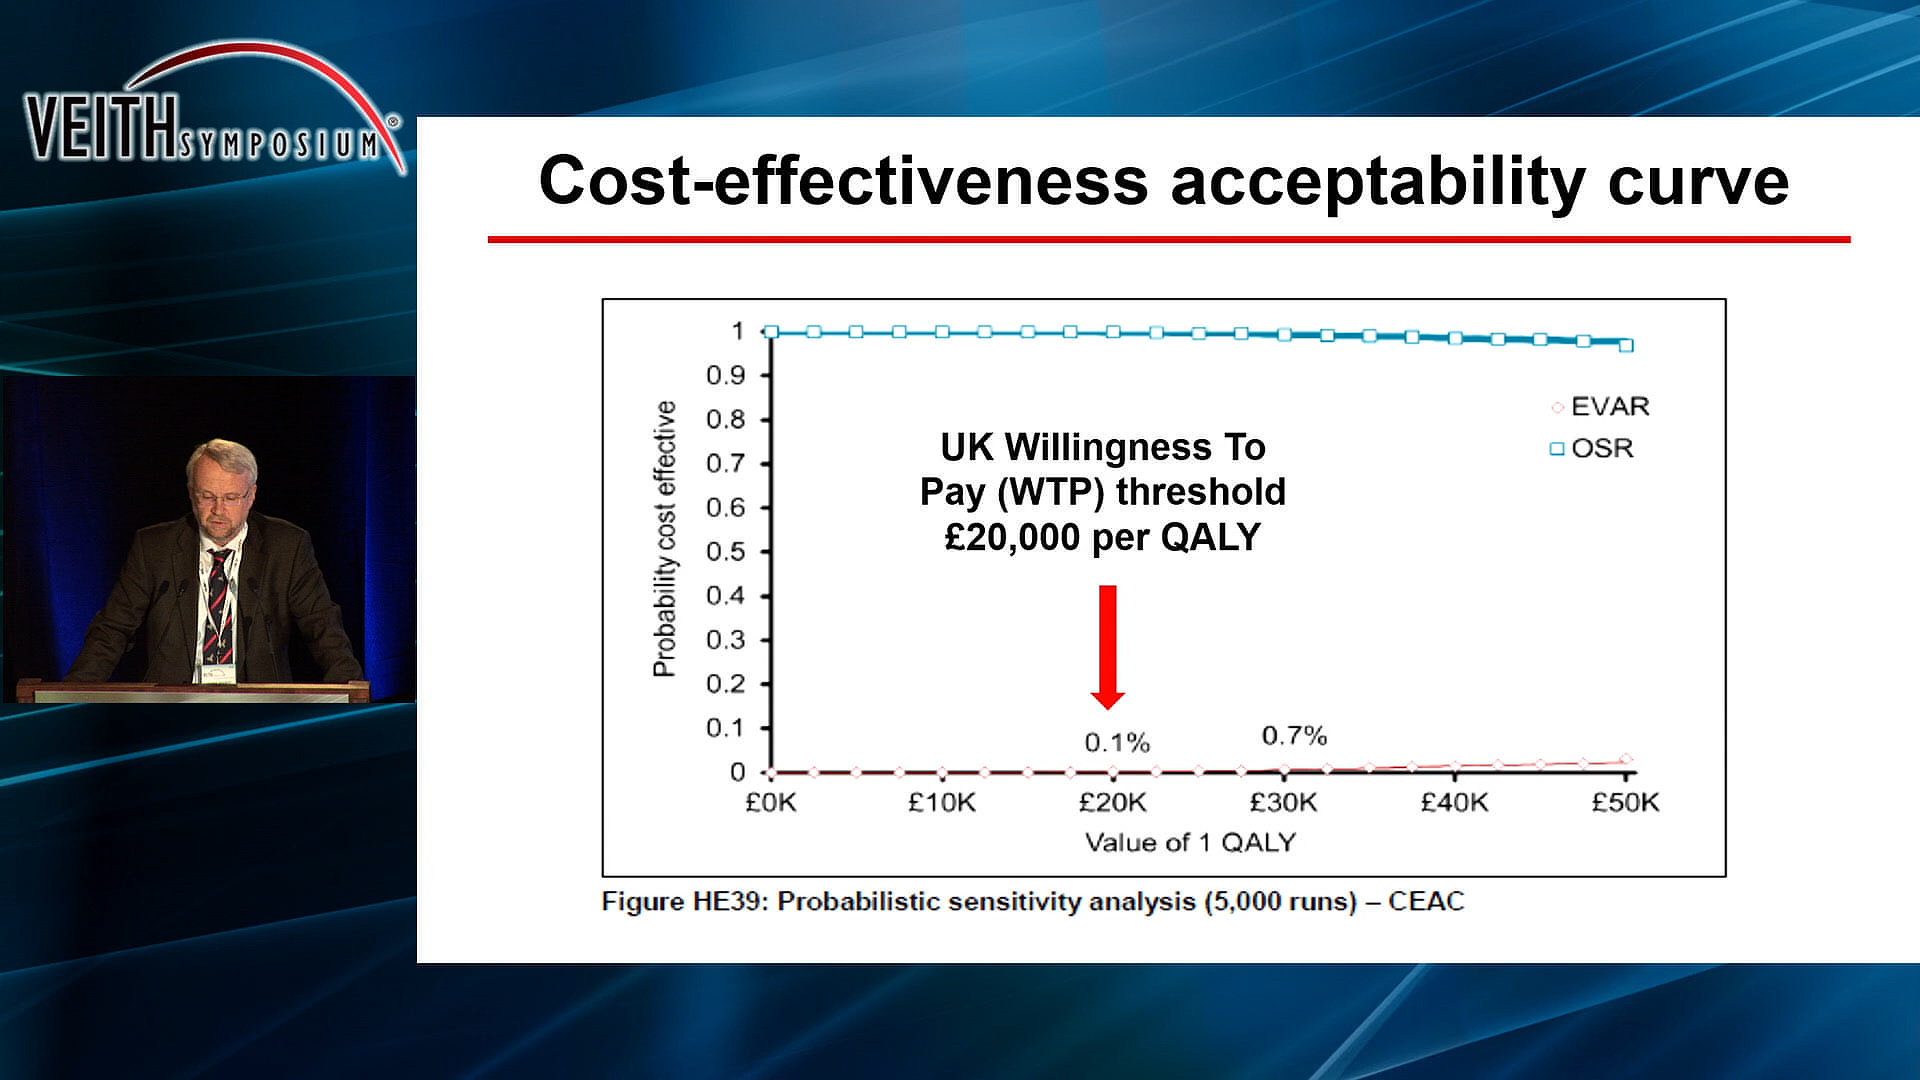 VEITH SYMPOSIUM®
Cost-effectiveness acceptability curve
1
0.9
0.8
0.7
0.6
0.5
0.4
0.3
0.2
0.1
0
Probability cost effective
UK Willingness To
Pay (WTP) threshold
£20,000 per QALY
EVAR
OSR
0.1%
0.7%
£0K £10K £20K £30K £40K £50K
Value of 1 QALY
Figure HE39: Probabilistic sensitivity analysis (5,000 runs) – CEAC